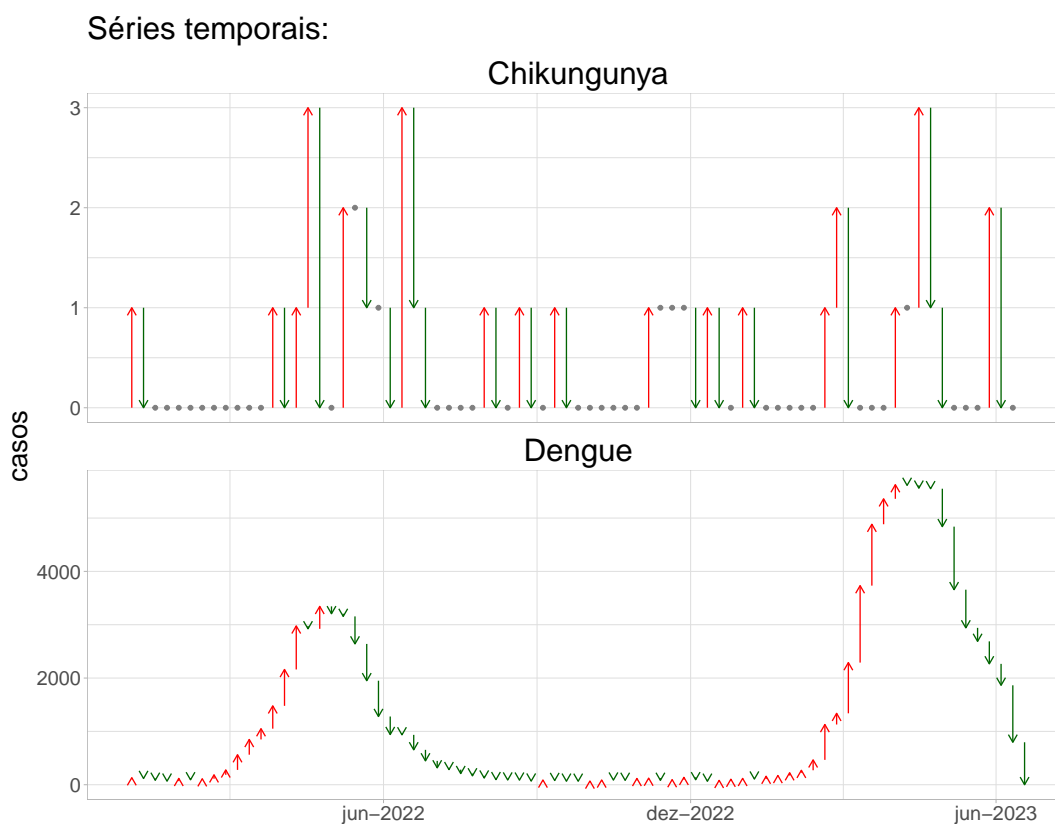 Séries temporais:
Chikungunya
3
2
1
0
casos
Dengue
4000
2000
0
jun−2022
dez−2022
jun−2023